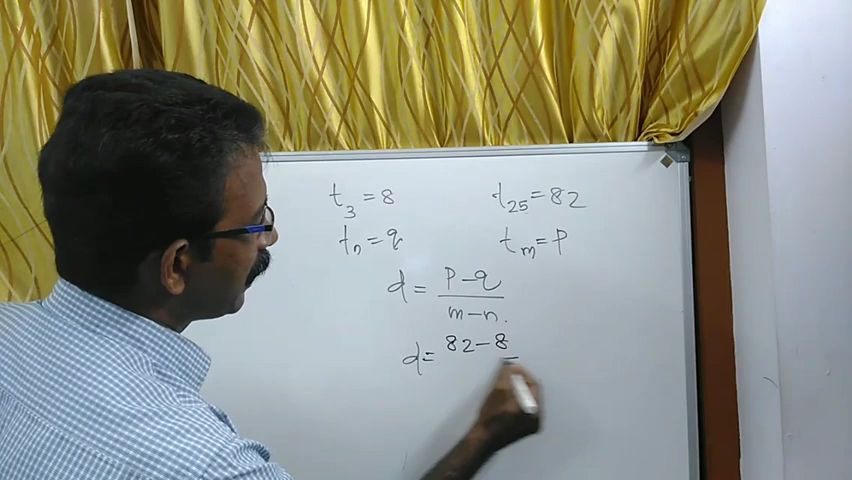 t₃ = 8 t₂₅ = 82
tₙ = q tₘ = p
d = p - q / m - n.
d = 82 - 8